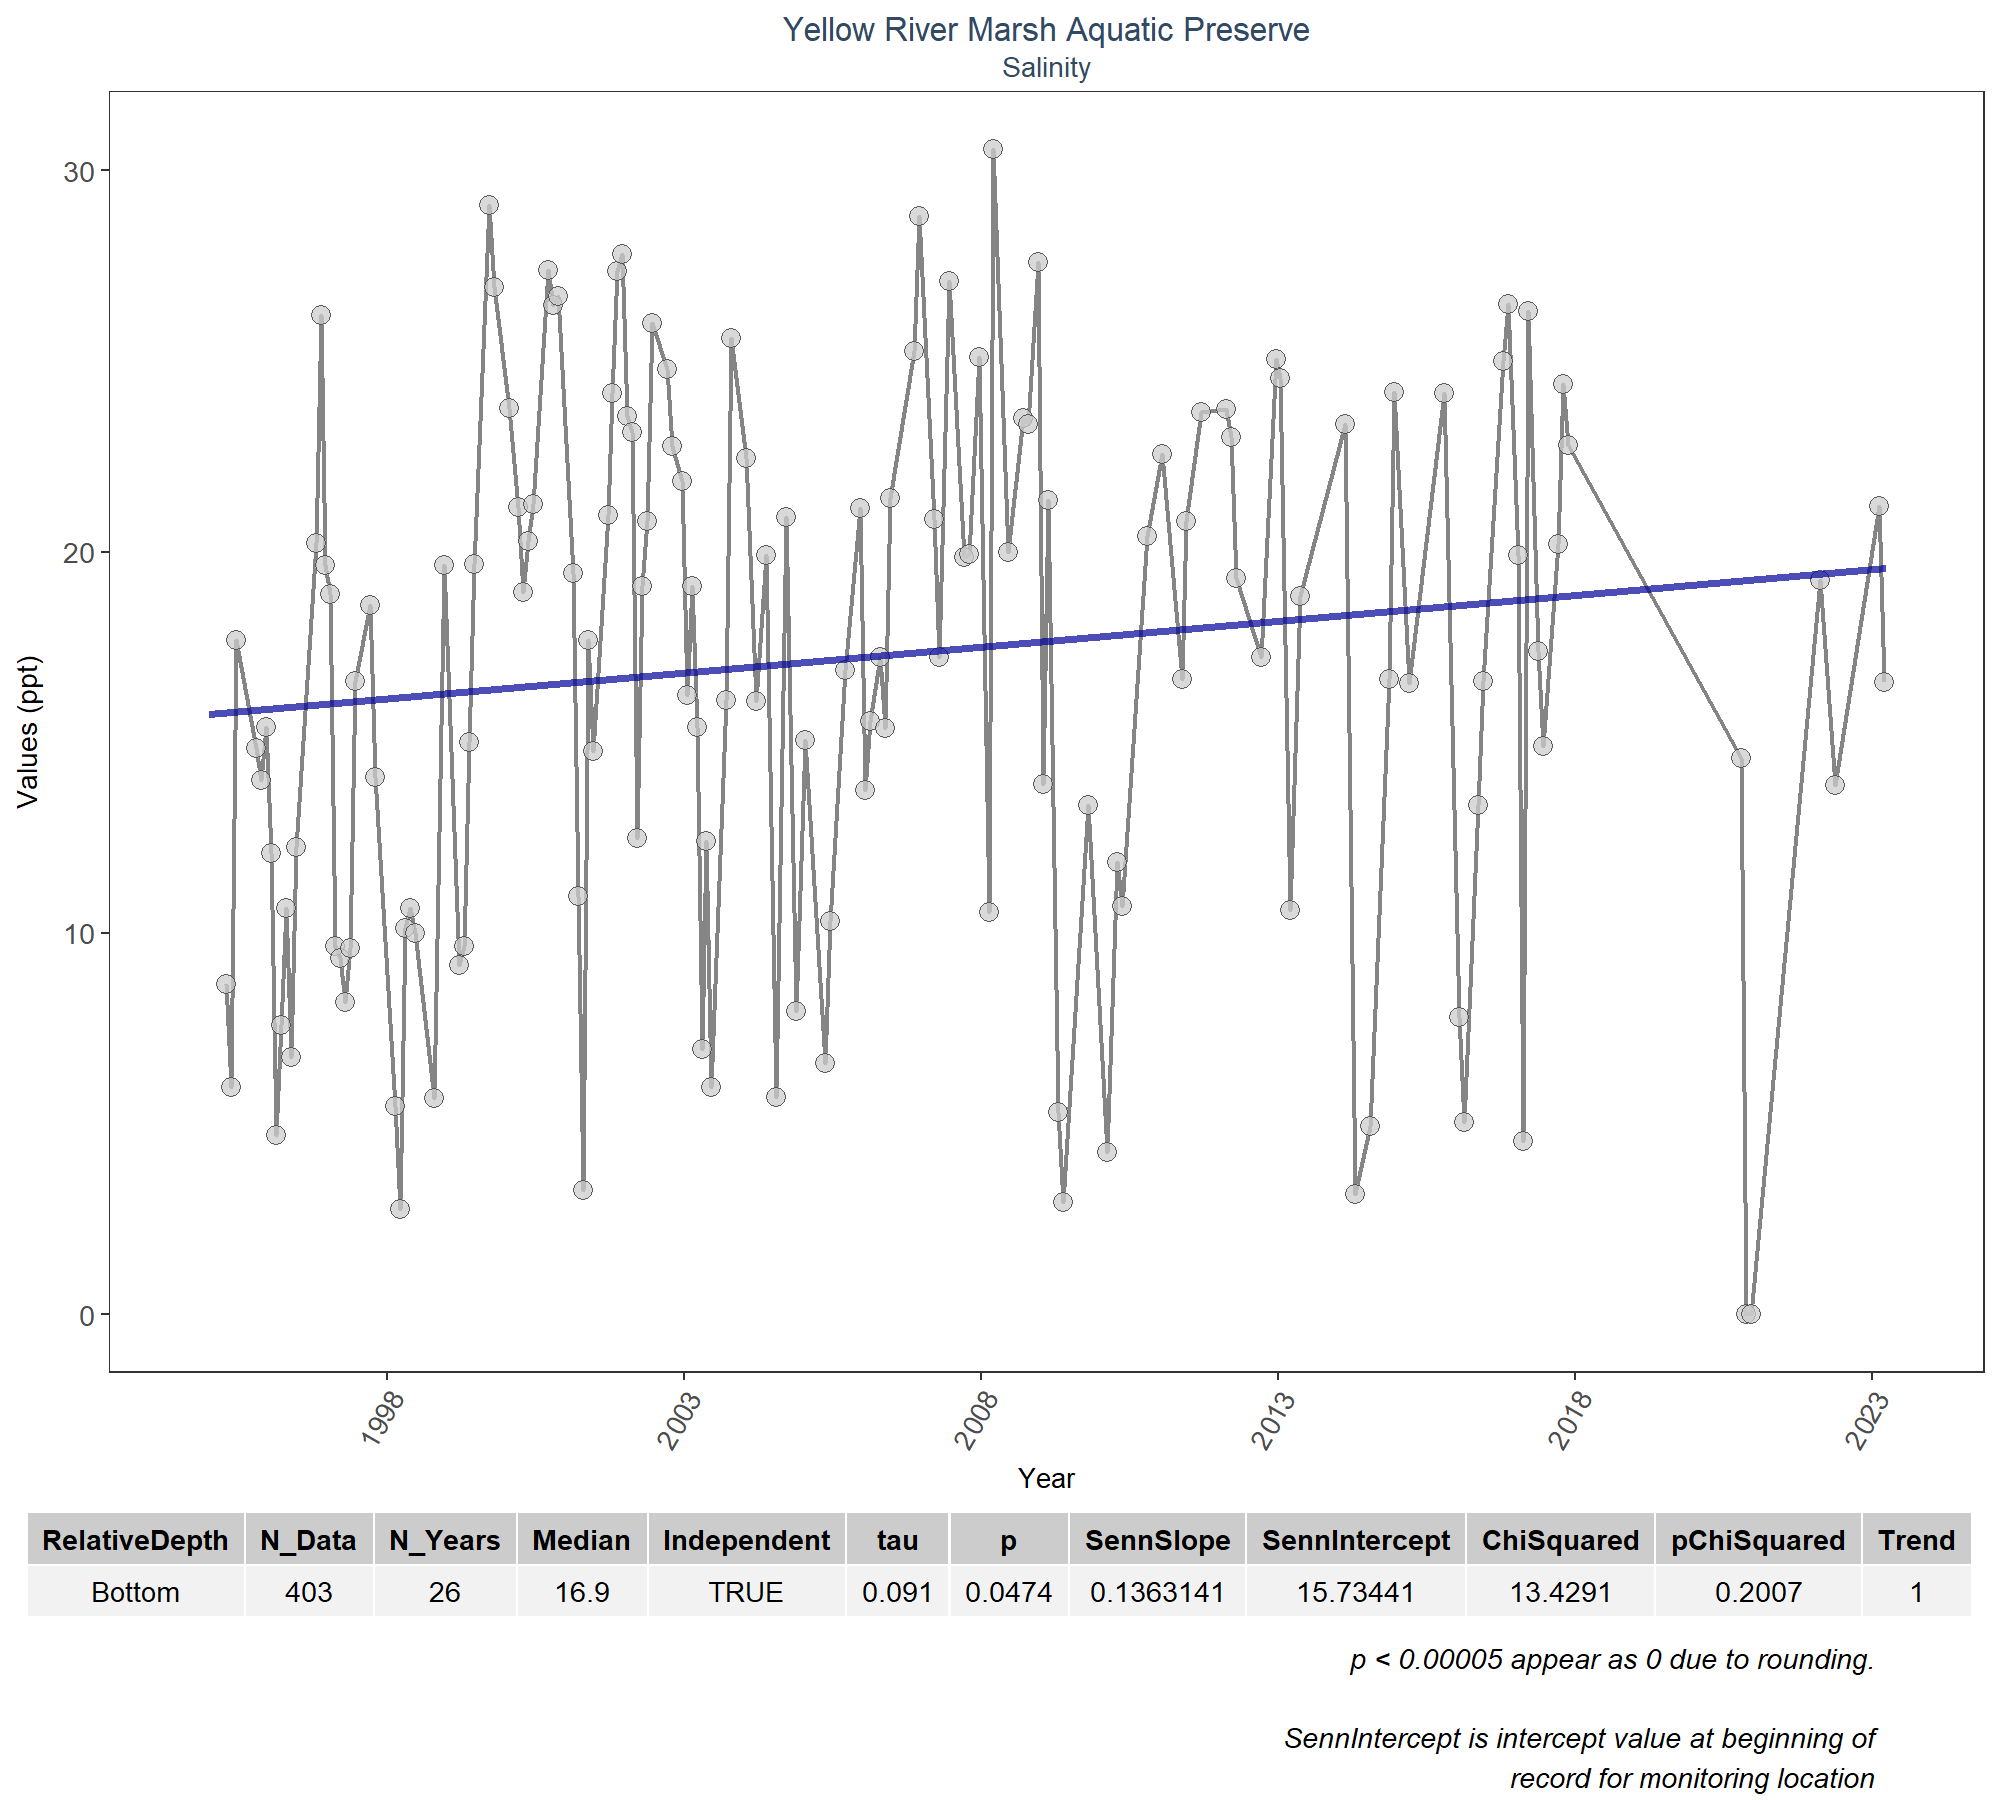 Yellow River Marsh Aquatic Preserve
Salinity
Values (ppt)
30
20
10
0
1998
2003
2008
2013
2018
2023
Year
RelativeDepth N_Data N_Years Median Independent tau p SennSlope SennIntercept ChiSquared pChiSquared Trend
Bottom 403 26 16.9 TRUE 0.091 0.0474 0.1363141 15.73441 13.4291 0.2007 1
p < 0.00005 appear as 0 due to rounding.
SennIntercept is intercept value at beginning of
record for monitoring location